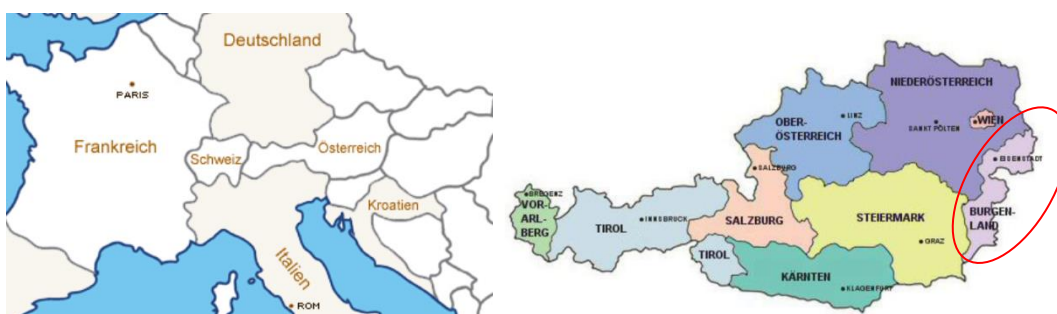 Deutschland
PARIS
Frankreich
Schweiz
Österreich
Kroatien
Italien
ROM
NIEDERÖSTERREICH
OBER-
ÖSTERREICH
LINZ
SANKT PÖLTEN
WIEN
EISENSTADT
SALZBURG
BREGENZ
VOR-
ARL-
BERG
TIROL
INNSBRUCK
SALZBURG
STEIERMARK
BURGEN-
LAND
GRAZ
TIROL
KÄRNTEN
KLAGENFURT